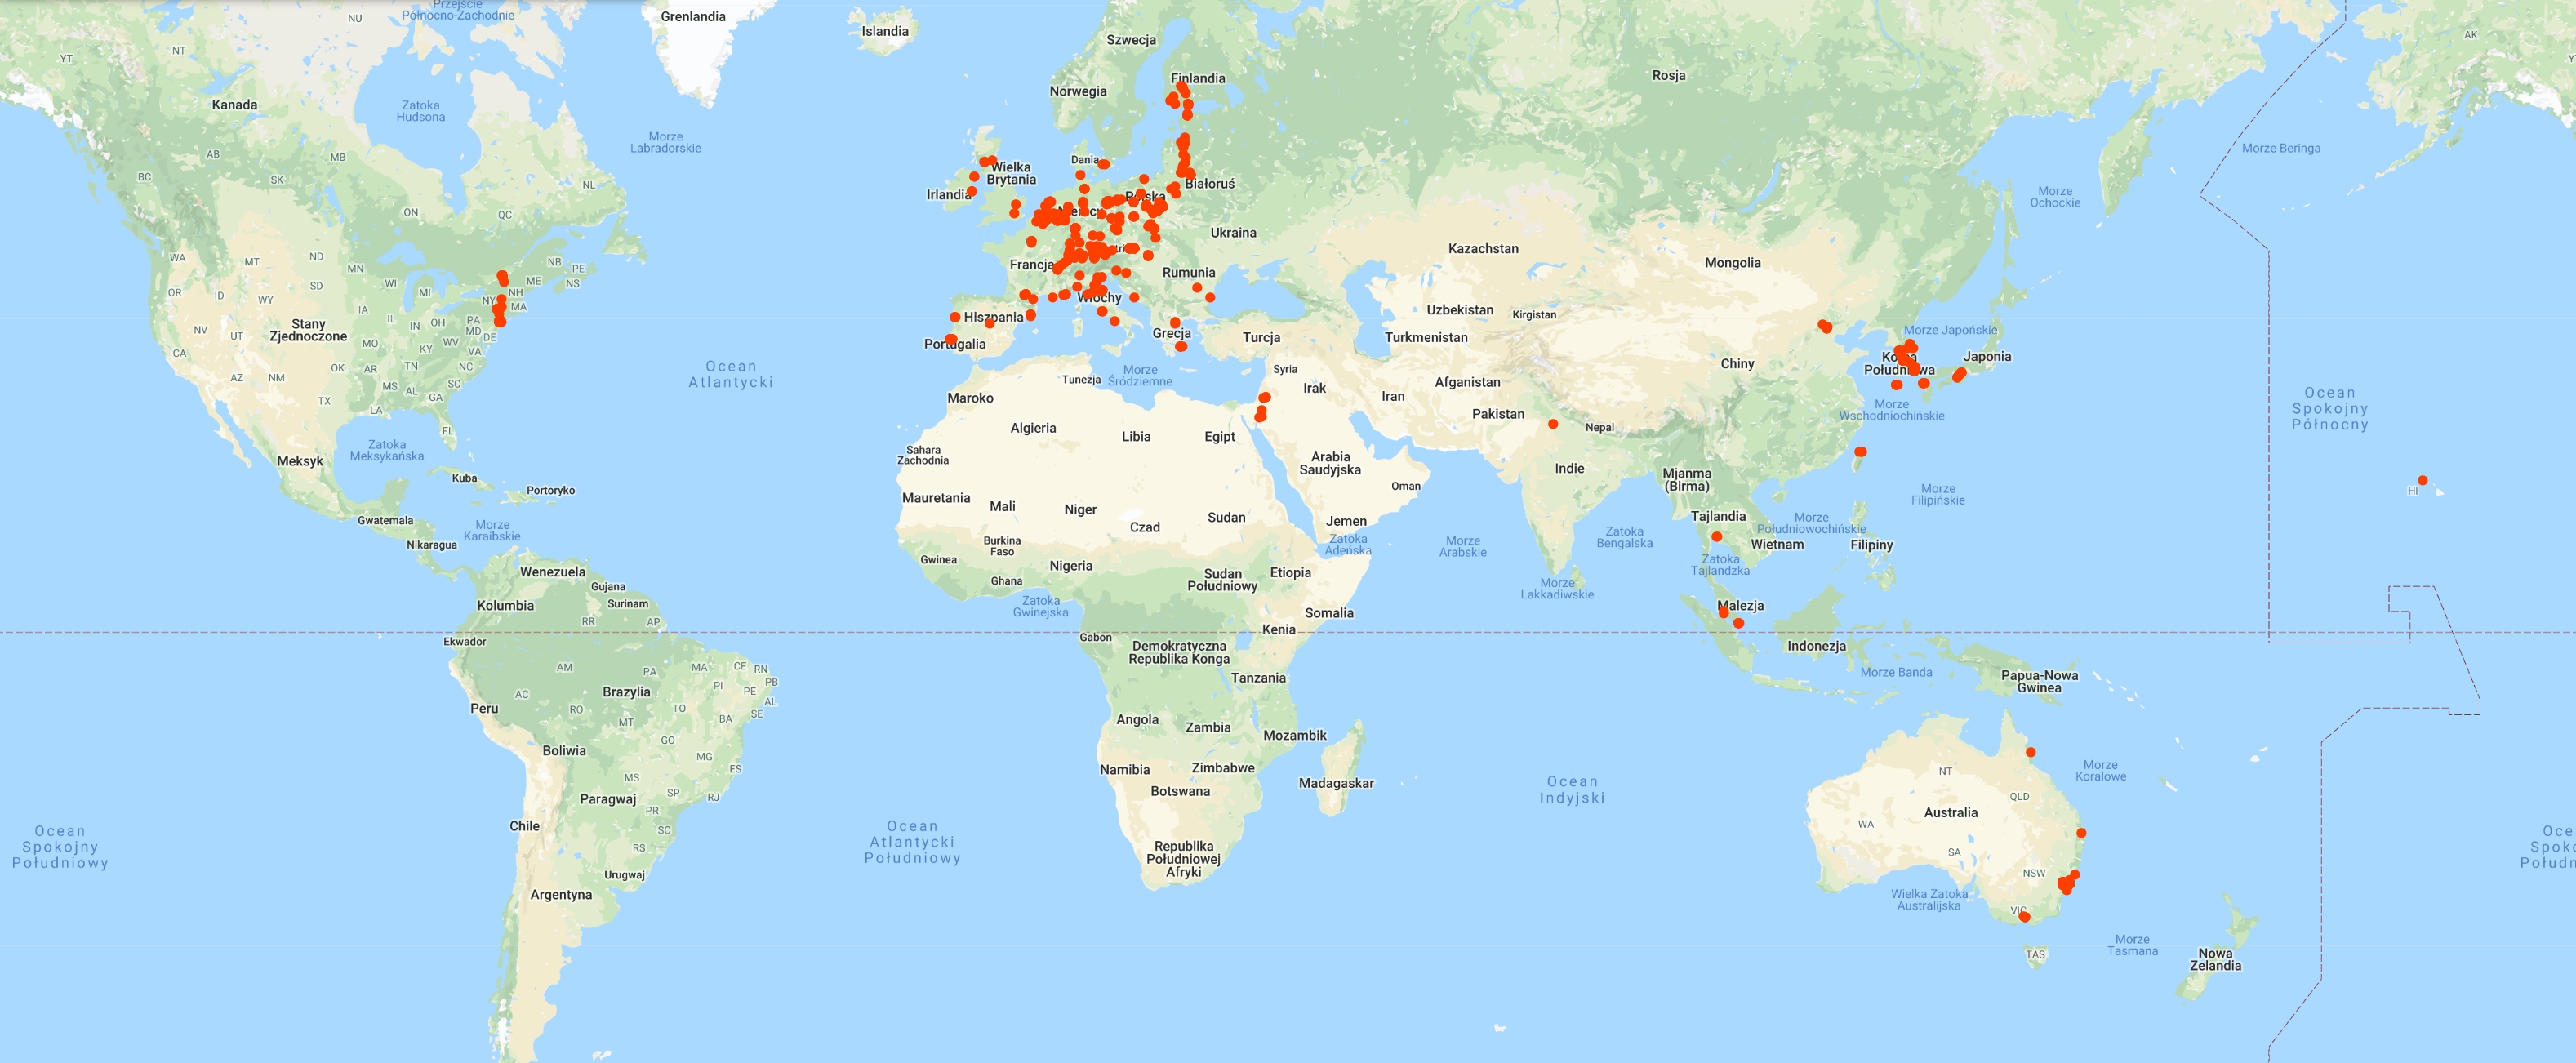 Przejście
Północno-Zachodnie
Grenlandia
Islandia
Szwecja
Finlandia
Norwegia
Rosja
NU
NT
YT
AK
Kanada
Zatoka
Hudsona
Morze
Labradorskie
Morze Beringa
AB
BC
MB
SK
NL
ON
QC
Dania
Wielka
Brytania
Irlandia
Białoruś
Morze
Ochockie
Ukraina
Kazachstan
Mongolia
Francja
Rumunia
Włochy
WA
MT
ND
MN
NB
PE
NS
ME
OR
ID
WY
SD
WI
MI
NH
NY
MA
Stany
Zjednoczone
NV
UT
IA
IL
IN
OH
PA
MD
DE
CA
MO
KY
WV
VA
AZ
NM
OK
AR
TN
NC
MS
AL
SC
GA
TX
LA
FL
Hiszpania
Portugalia
Grecja
Turcja
Uzbekistan
Kirgistan
Turkmenistan
Morze Japońskie
Korea
Południowa
Japonia
Chiny
Ocean
Atlantycki
Morze
Śródziemne
Tunezja
Syria
Irak
Iran
Afganistan
Pakistan
Nepal
Maroko
Morze
Wschodniochińskie
Ocean
Spokojny
Północny
Algieria
Libia
Egipt
Sahara
Zachodnia
Arabia
Saudyjska
Oman
Indie
Mjanma
(Birma)
Zatoka
Meksykańska
Meksyk
Kuba
Portoryko
Mauretania
Mali
Niger
Czad
Sudan
Jemen
Zatoka
Adeńska
Morze
Arabskie
Zatoka
Bengalska
Tajlandia
Morze
Południowochińskie
Morze
Filipińskie
HI
Gwatemala
Morze
Karaibskie
Nikaragua
Burkina
Faso
Gwinea
Nigeria
Ghana
Sudan
Południowy
Etiopia
Wietnam
Filipiny
Zatoka
Tajlandzka
Morze
Lakkadiwskie
Wenezuela
Gujana
Surinam
Kolumbia
RR
AP
Zatoka
Gwinejska
Somalia
Malezja
Ekwador
Gabon
Kenia
Demokratyczna
Republika Konga
Indonezja
Morze Banda
Papua-Nowa
Gwinea
AM
PA
MA
CE
RN
PB
PI
PE
AL
SE
AC
Brazylia
TO
RO
BA
MT
Peru
Tanzania
Angola
Zambia
Mozambik
Boliwia
GO
MG
ES
MS
Namibia
Zimbabwe
Botswana
Madagaskar
Ocean
Indyjski
NT
QLD
Morze
Koralowe
Australia
WA
SA
NSW
VIC
TAS
Paragwaj
SP
RJ
PR
SC
Chile
RS
Urugwaj
Argentyna
Ocean
Spokojny
Południowy
Ocean
Atlantycki
Południowy
Republika
Południowej
Afryki
Wielka Zatoka
Australijska
Morze
Tasmana
Nowa
Zelandia